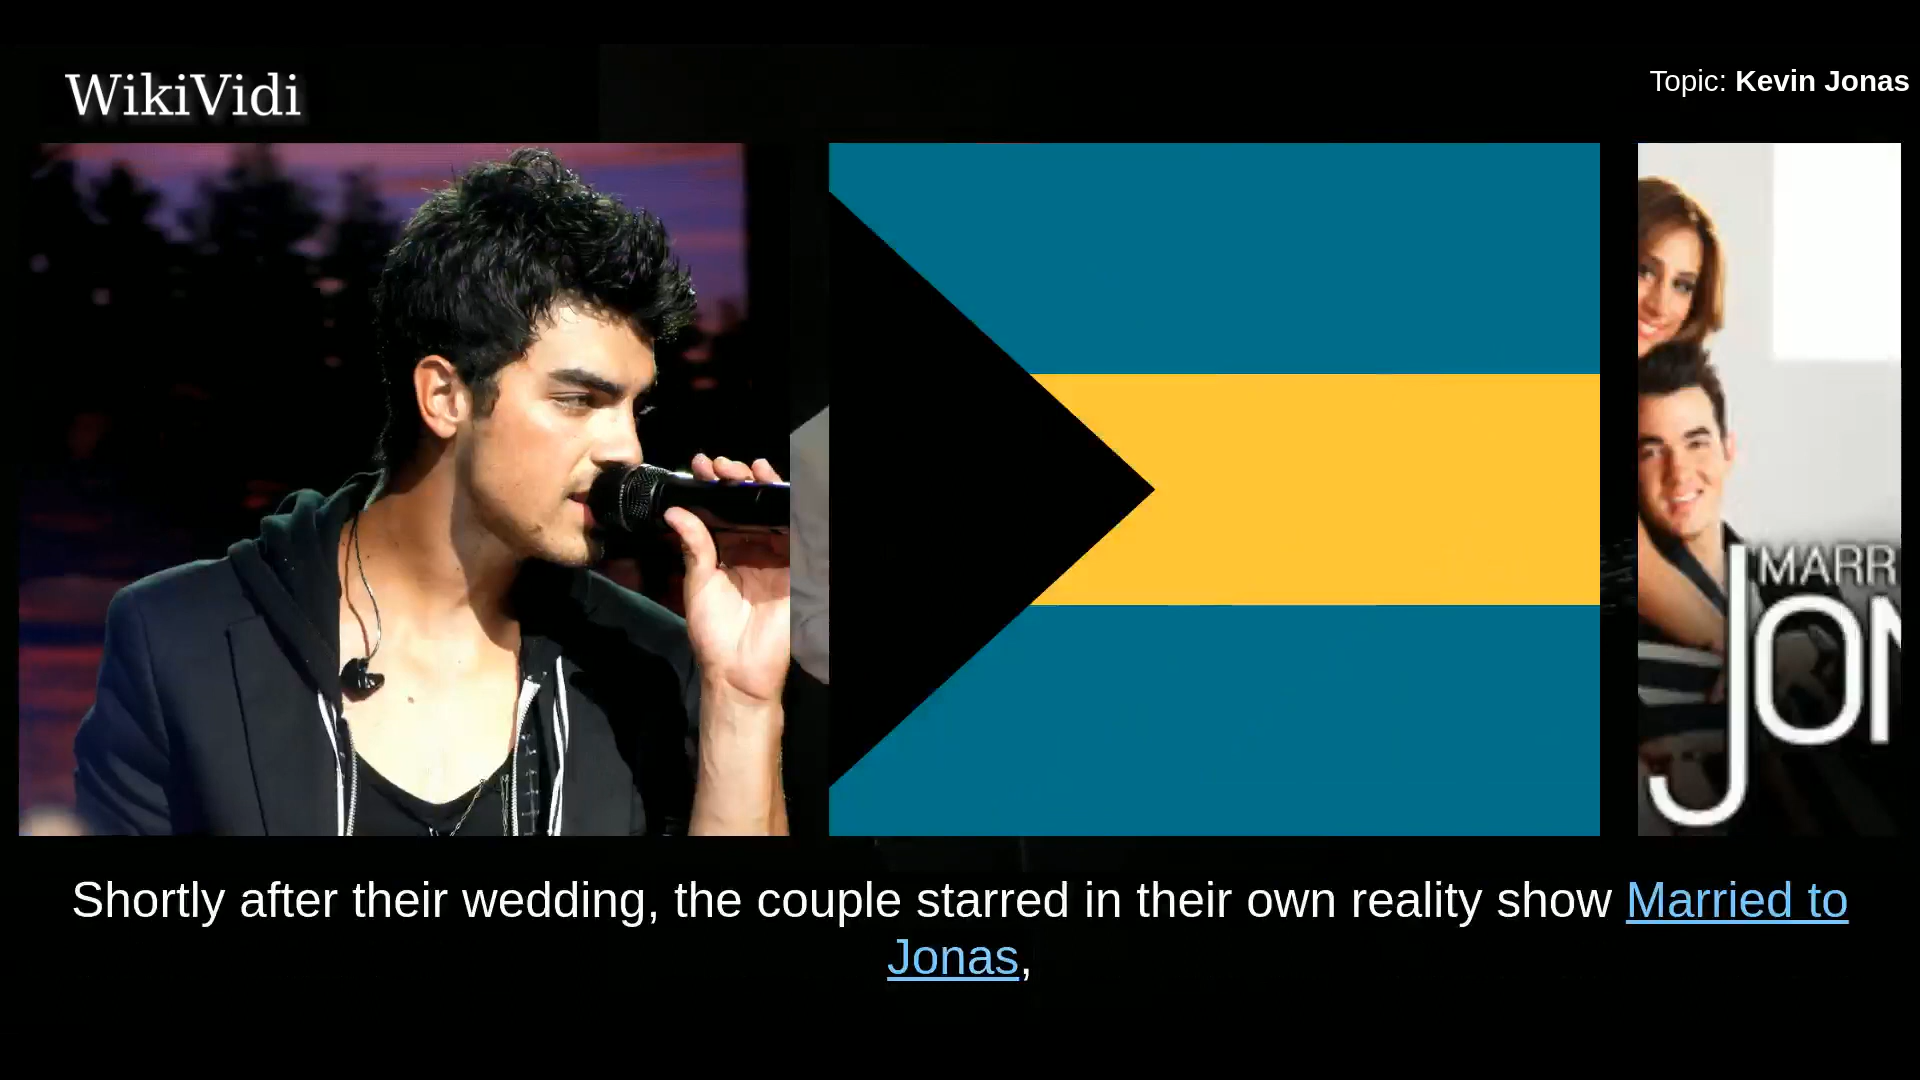 WikiVidi
Topic: Kevin Jonas
MARR
JON
Shortly after their wedding, the couple starred in their own reality show Married to
Jonas,